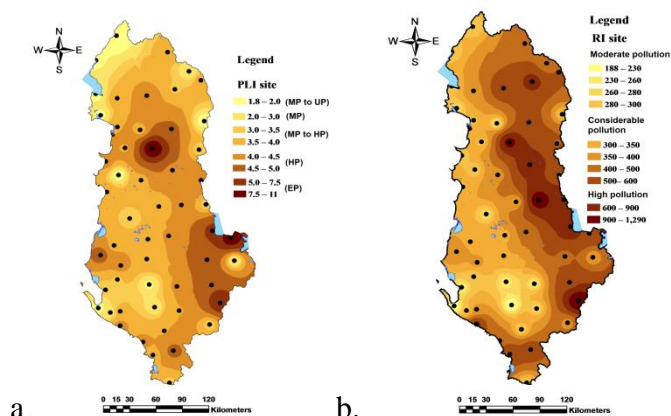 N
W E
S
Legend
PLI site
1.8 – 2.0 (MP to UP)
2.0 – 3.0 (MP)
3.0 – 3.5 (MP to HP)
3.5 – 4.0
4.0 – 4.5 (HP)
4.5 – 5.0
5.0 – 7.5 (EP)
7.5 – 11
0 15 30 60 90 120
Kilometers
a.
N
W E
S
Legend
RI site
Moderate pollution
188 – 230
230 – 260
260 – 280
280 – 300
Considerable
pollution
300 – 350
350 – 400
400 – 500
500– 600
High pollution
600 – 900
900 – 1,290
0 15 30 60 90 120
Kilometers
b.